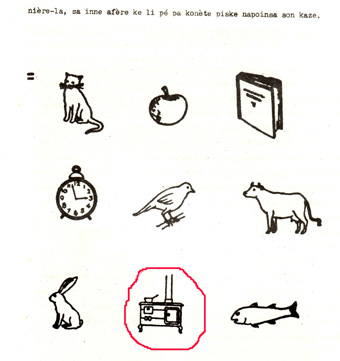 nière-la, sa inne afère ke li pé pa konète piske napoinsa son kaze.
=